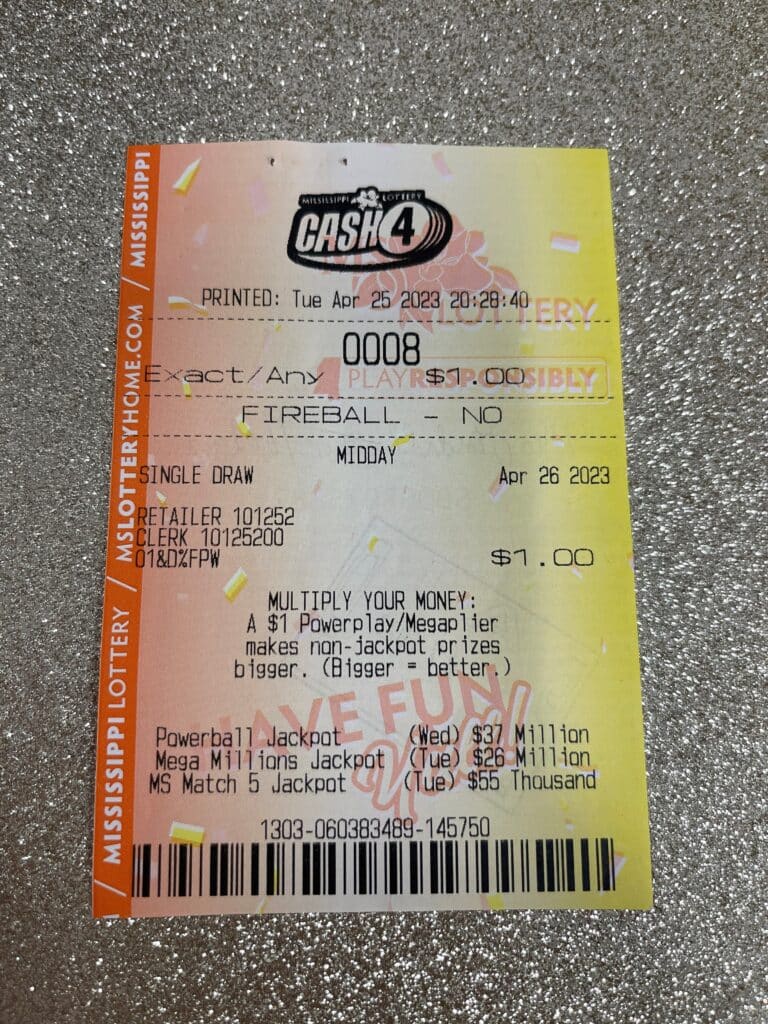 MISSISSIPPI LOTTERY
CASH 4
PRINTED: Tue Apr 25 2023 20:28:40
LOTTERY
0008
Exact/Any $1.00
PLAY RESPONSIBLY
FIREBALL - NO
MIDDAY
SINGLE DRAW Apr 26 2023
RETAILER 101252
CLERK 10125200
01&D%FPW $1.00
MULTIPLY YOUR MONEY:
A $1 Powerplay/Megaplier
makes non-jackpot prizes
bigger. (Bigger = better.)
HAVE FUN
Y'all!
Powerball Jackpot (Wed) $37 Million
Mega Millions Jackpot (Tue) $26 Million
MS Match 5 Jackpot (Tue) $55 Thousand
1303-060383489-145750
/ MISSISSIPPI LOTTERY / MSLOTTERYHOME.COM / MISSISSIPPI